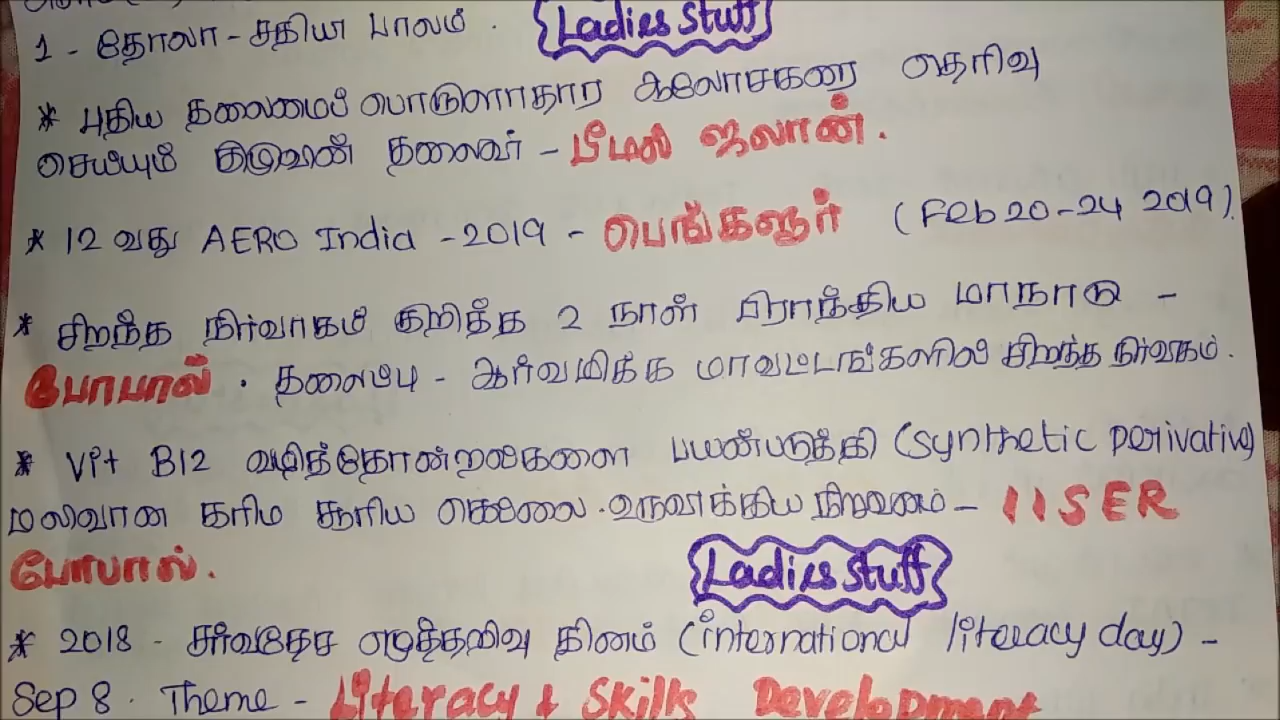 1 - தோலா - சதியா பாலம். Ladies Stuff
* புதிய தலைமைப் பொருளாதார ஆலோசகரை தெரிவு
செய்யும் குழுவின் தலைவர் - பீமல் ஜலான்.
* 12 வது AERO India - 2019 - பெங்களூர் (Feb 20-24 2019).
* சிறந்த நிர்வாகம் குறித்த 2 நாள் பிராந்திய மாநாடு -
போபால். தலைப்பு - ஆர்வமிக்க மாவட்டங்களில் சிறந்த நிர்வகம்.
* Vit B12 வழித்தோன்றல்களை பயன்படுத்தி (Synthetic Derivative)
மலிவான கரிம சூரிய செல்லை உருவாக்கிய நிறுவனம் - IISER
போபால்.
Ladies Stuff
* 2018 - சர்வதேச எழுத்தறிவு தினம் (international literacy day) -
Sep 8. Theme - Literacy & Skills Development